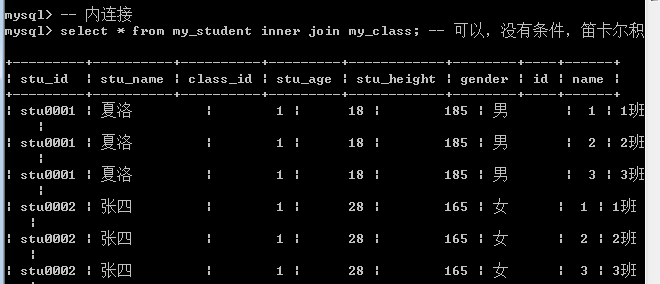 mysql> -- 内连接
mysql> select * from my_student inner join my_class; -- 可以，没有条件，笛卡尔积
+----------+----------+----------+---------+------------+--------+----+------+
| stu_id | stu_name | class_id | stu_age | stu_height | gender | id | name |
+----------+----------+----------+---------+------------+--------+----+------+
| stu0001 | 夏洛 | 1 | 18 | 185 | 男 | 1 | 1班
|
| stu0001 | 夏洛 | 1 | 18 | 185 | 男 | 2 | 2班
|
| stu0001 | 夏洛 | 1 | 18 | 185 | 男 | 3 | 3班
|
| stu0002 | 张四 | 1 | 28 | 165 | 女 | 1 | 1班
|
| stu0002 | 张四 | 1 | 28 | 165 | 女 | 2 | 2班
|
| stu0002 | 张四 | 1 | 28 | 165 | 女 | 3 | 3班
|